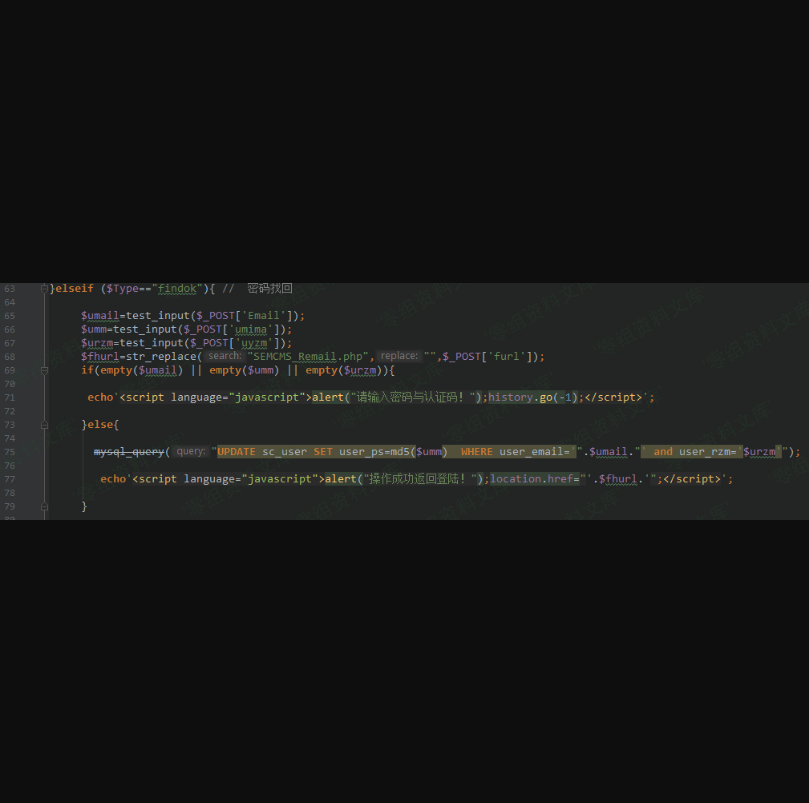 63 }elseif ($Type=="findok"){ // 密码找回
64
65 $umail=test_input($_POST['Email']);
66 $umm=test_input($_POST['umima']);
67 $urzm=test_input($_POST['uyzm']);
68 $fhurl=str_replace( search: "SEMCMS_Remail.php", replace: "",$_POST['furl']);
69 if(empty($umail) || empty($umm) || empty($urzm)){
70
71 echo'<script language="javascript">alert("请输入密码与认证码！");history.go(-1);</script>';
72
73 }else{
74
75 mysql_query( query: "UPDATE sc_user SET user_ps=md5($umm) WHERE user_email='".$umail."' and user_rzm='$urzm'");
76
77 echo'<script language="javascript">alert("操作成功返回登陆！");location.href="'.$fhurl.'";</script>';
78
79 }